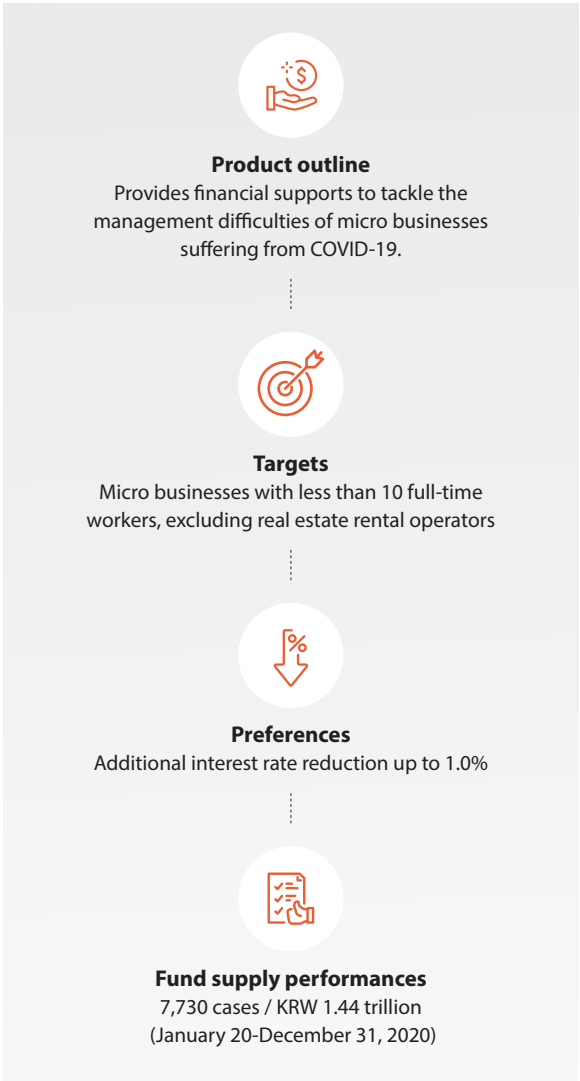 Product outline
Provides financial supports to tackle the
management difficulties of micro businesses
suffering from COVID-19.
Targets
Micro businesses with less than 10 full-time
workers, excluding real estate rental operators
%
Preferences
Additional interest rate reduction up to 1.0%
Fund supply performances
7,730 cases / KRW 1.44 trillion
(January 20-December 31, 2020)